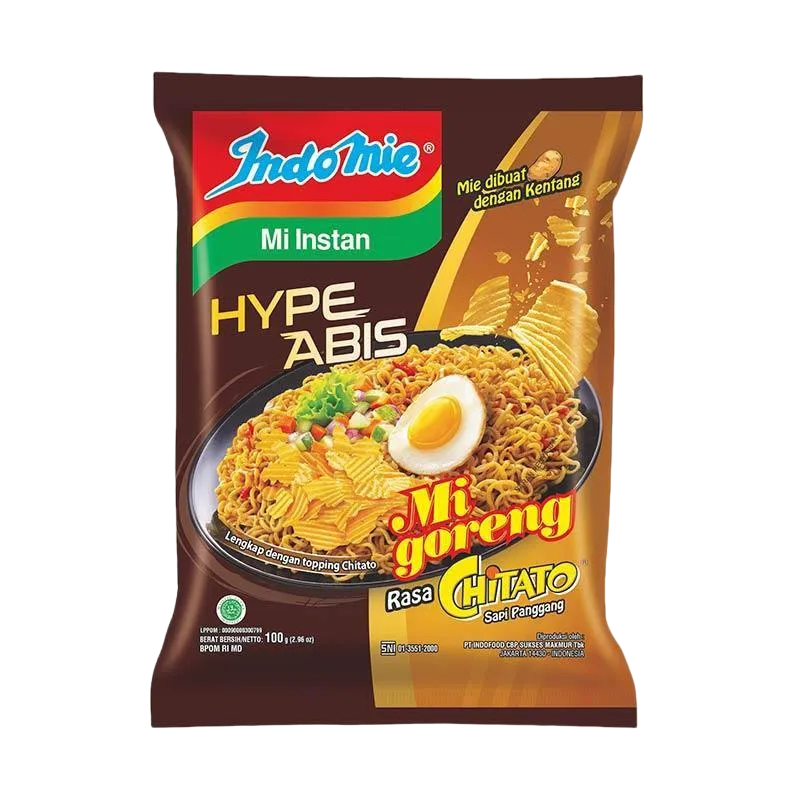 Indomie®
Mi Instan
Mie dibuat
dengan Kentang
HYPE
ABIS
Lengkap dengan topping Chitato
Mi
goreng
Rasa CHITATO®
Sapi Panggang
LPPOM : 00090088300799
BERAT BERSIH/NETTO: 100 g (2.96 oz)
BPOM RI MD
SNI 01-3551-2000
Diproduksi oleh :
PT INDOFOOD CBP SUKSES MAKMUR Tbk
JAKARTA 14430 - INDONESIA